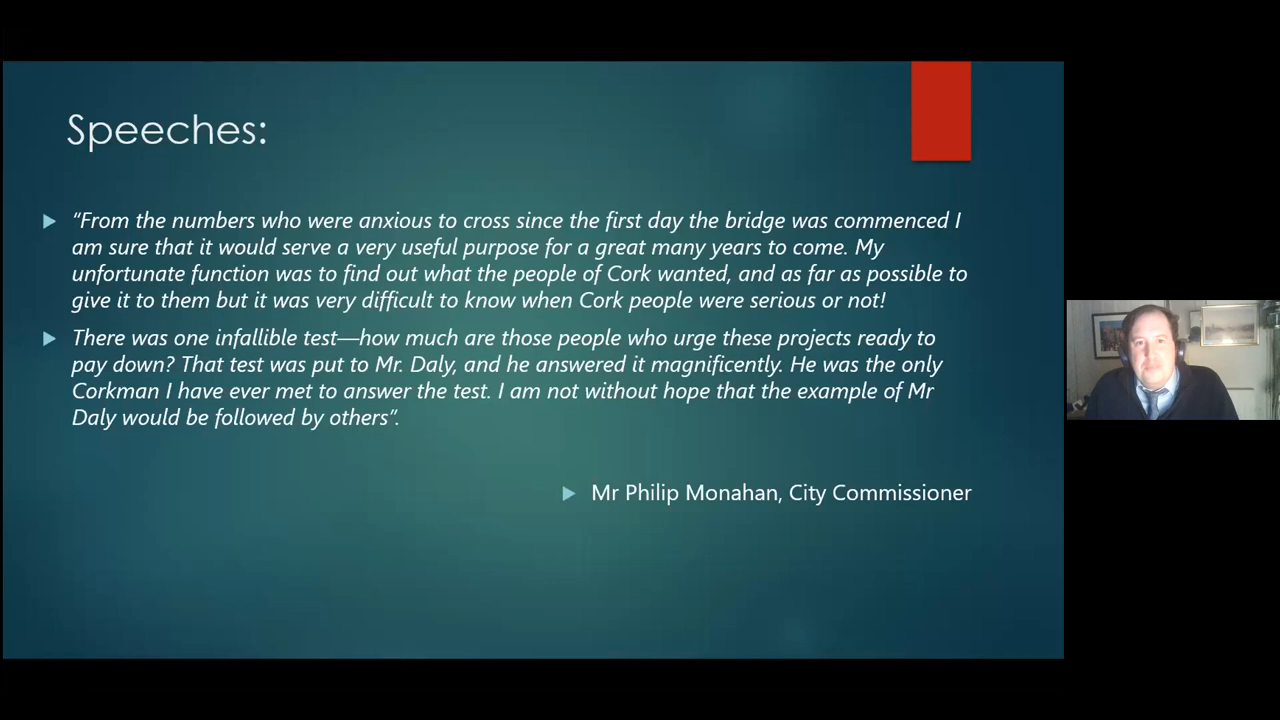 Speeches:
“From the numbers who were anxious to cross since the first day the bridge was commenced I
am sure that it would serve a very useful purpose for a great many years to come. My
unfortunate function was to find out what the people of Cork wanted, and as far as possible to
give it to them but it was very difficult to know when Cork people were serious or not!
There was one infallible test—how much are those people who urge these projects ready to
pay down? That test was put to Mr. Daly, and he answered it magnificently. He was the only
Corkman I have ever met to answer the test. I am not without hope that the example of Mr
Daly would be followed by others”.
Mr Philip Monahan, City Commissioner